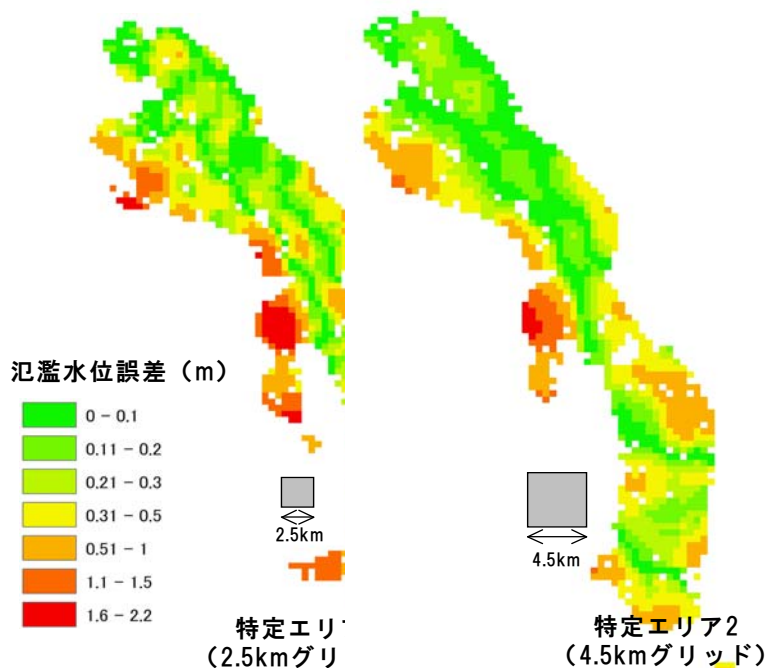 氾濫水位誤差（m）
0 − 0.1
0.11 − 0.2
0.21 − 0.3
0.31 − 0.5
0.51 − 1
1.1 − 1.5
1.6 − 2.2
2.5km
特定エリ
（2.5kmグリ
4.5km
特定エリア2
（4.5kmグリッド）